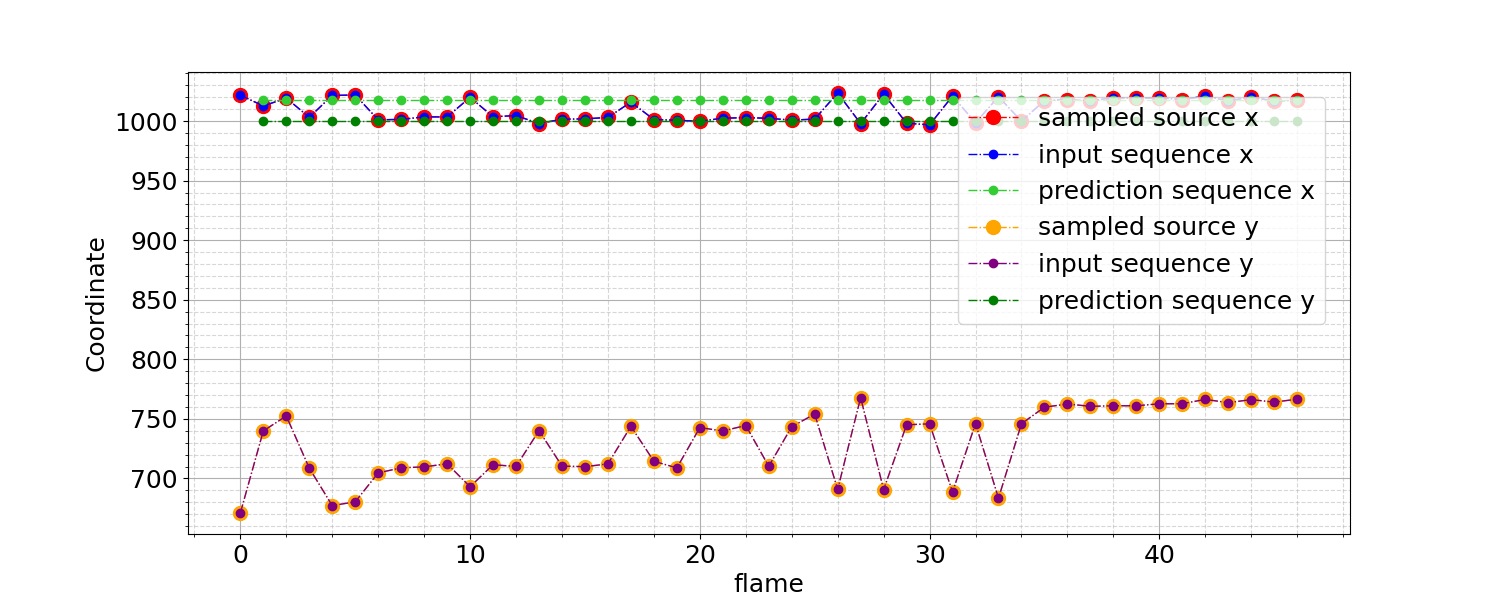 1000
950
900
850
800
750
700
Coordinate
sampled source x
input sequence x
prediction sequence x
sampled source y
input sequence y
prediction sequence y
0 10 20 30 40
flame